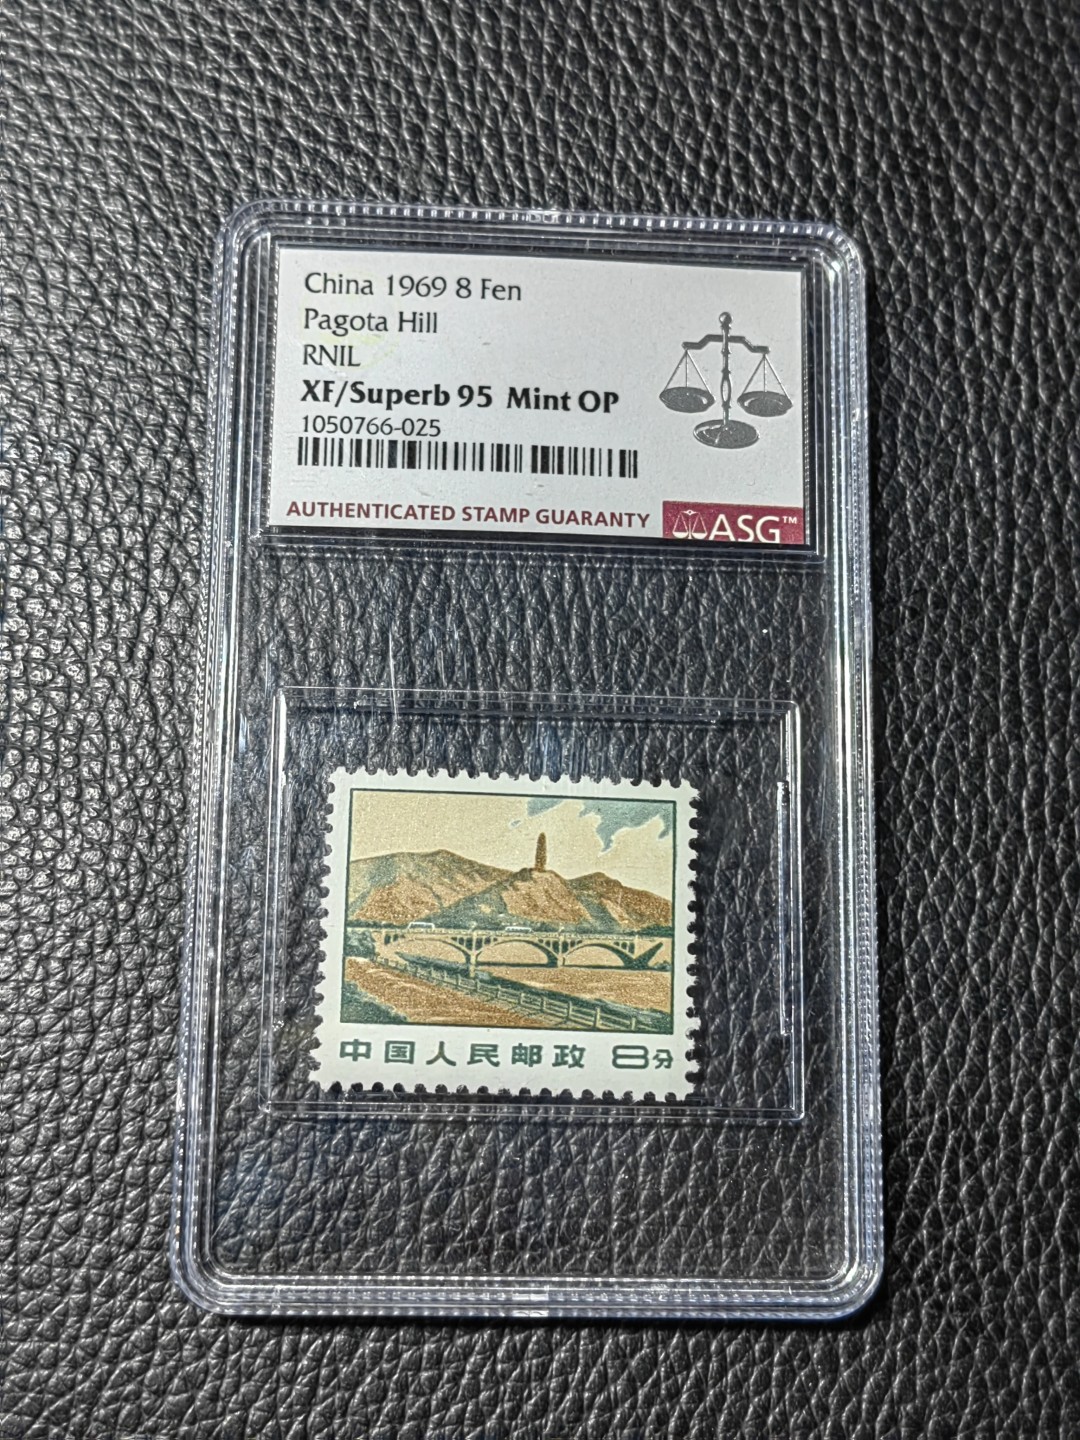 China 1969 8 Fen
Pagota Hill
RNIL
XF/Superb 95 Mint OP
1050766-025
AUTHENTICATED STAMP GUARANTY
ASG™
中国人民邮政 8分